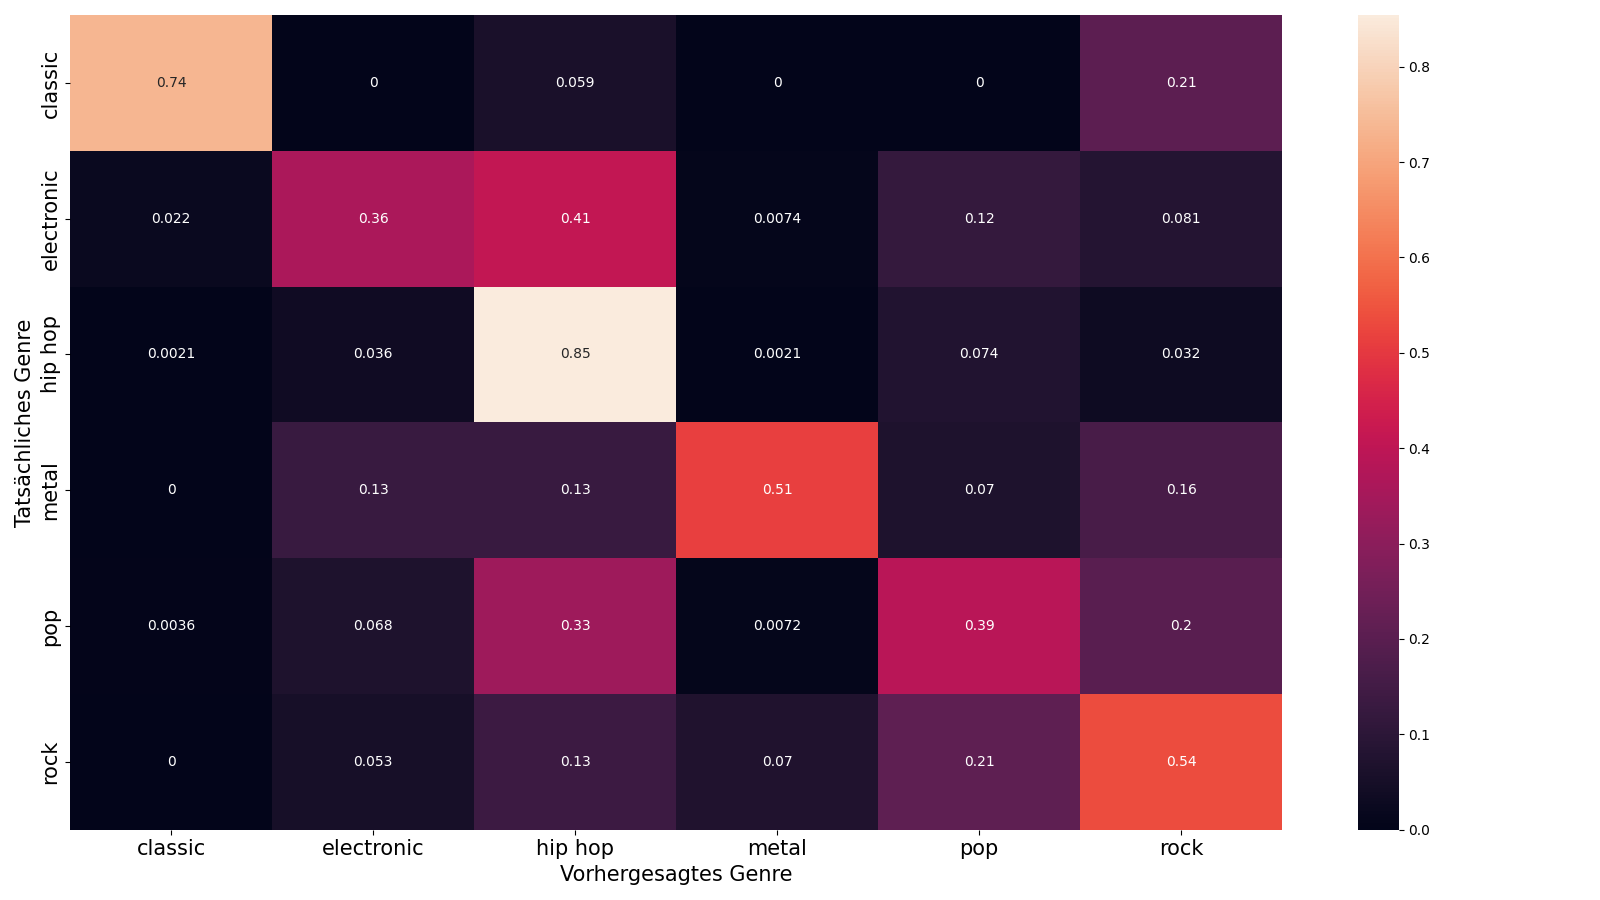 Tatsächliches Genre
classic 0.74 0 0.059 0 0 0.21
electronic 0.022 0.36 0.41 0.0074 0.12 0.081
hip hop 0.0021 0.036 0.85 0.0021 0.074 0.032
metal 0 0.13 0.13 0.51 0.07 0.16
pop 0.0036 0.068 0.33 0.0072 0.39 0.2
rock 0 0.053 0.13 0.07 0.21 0.54
classic electronic hip hop metal pop rock
Vorhergesagtes Genre
0.8
0.7
0.6
0.5
0.4
0.3
0.2
0.1
0.0